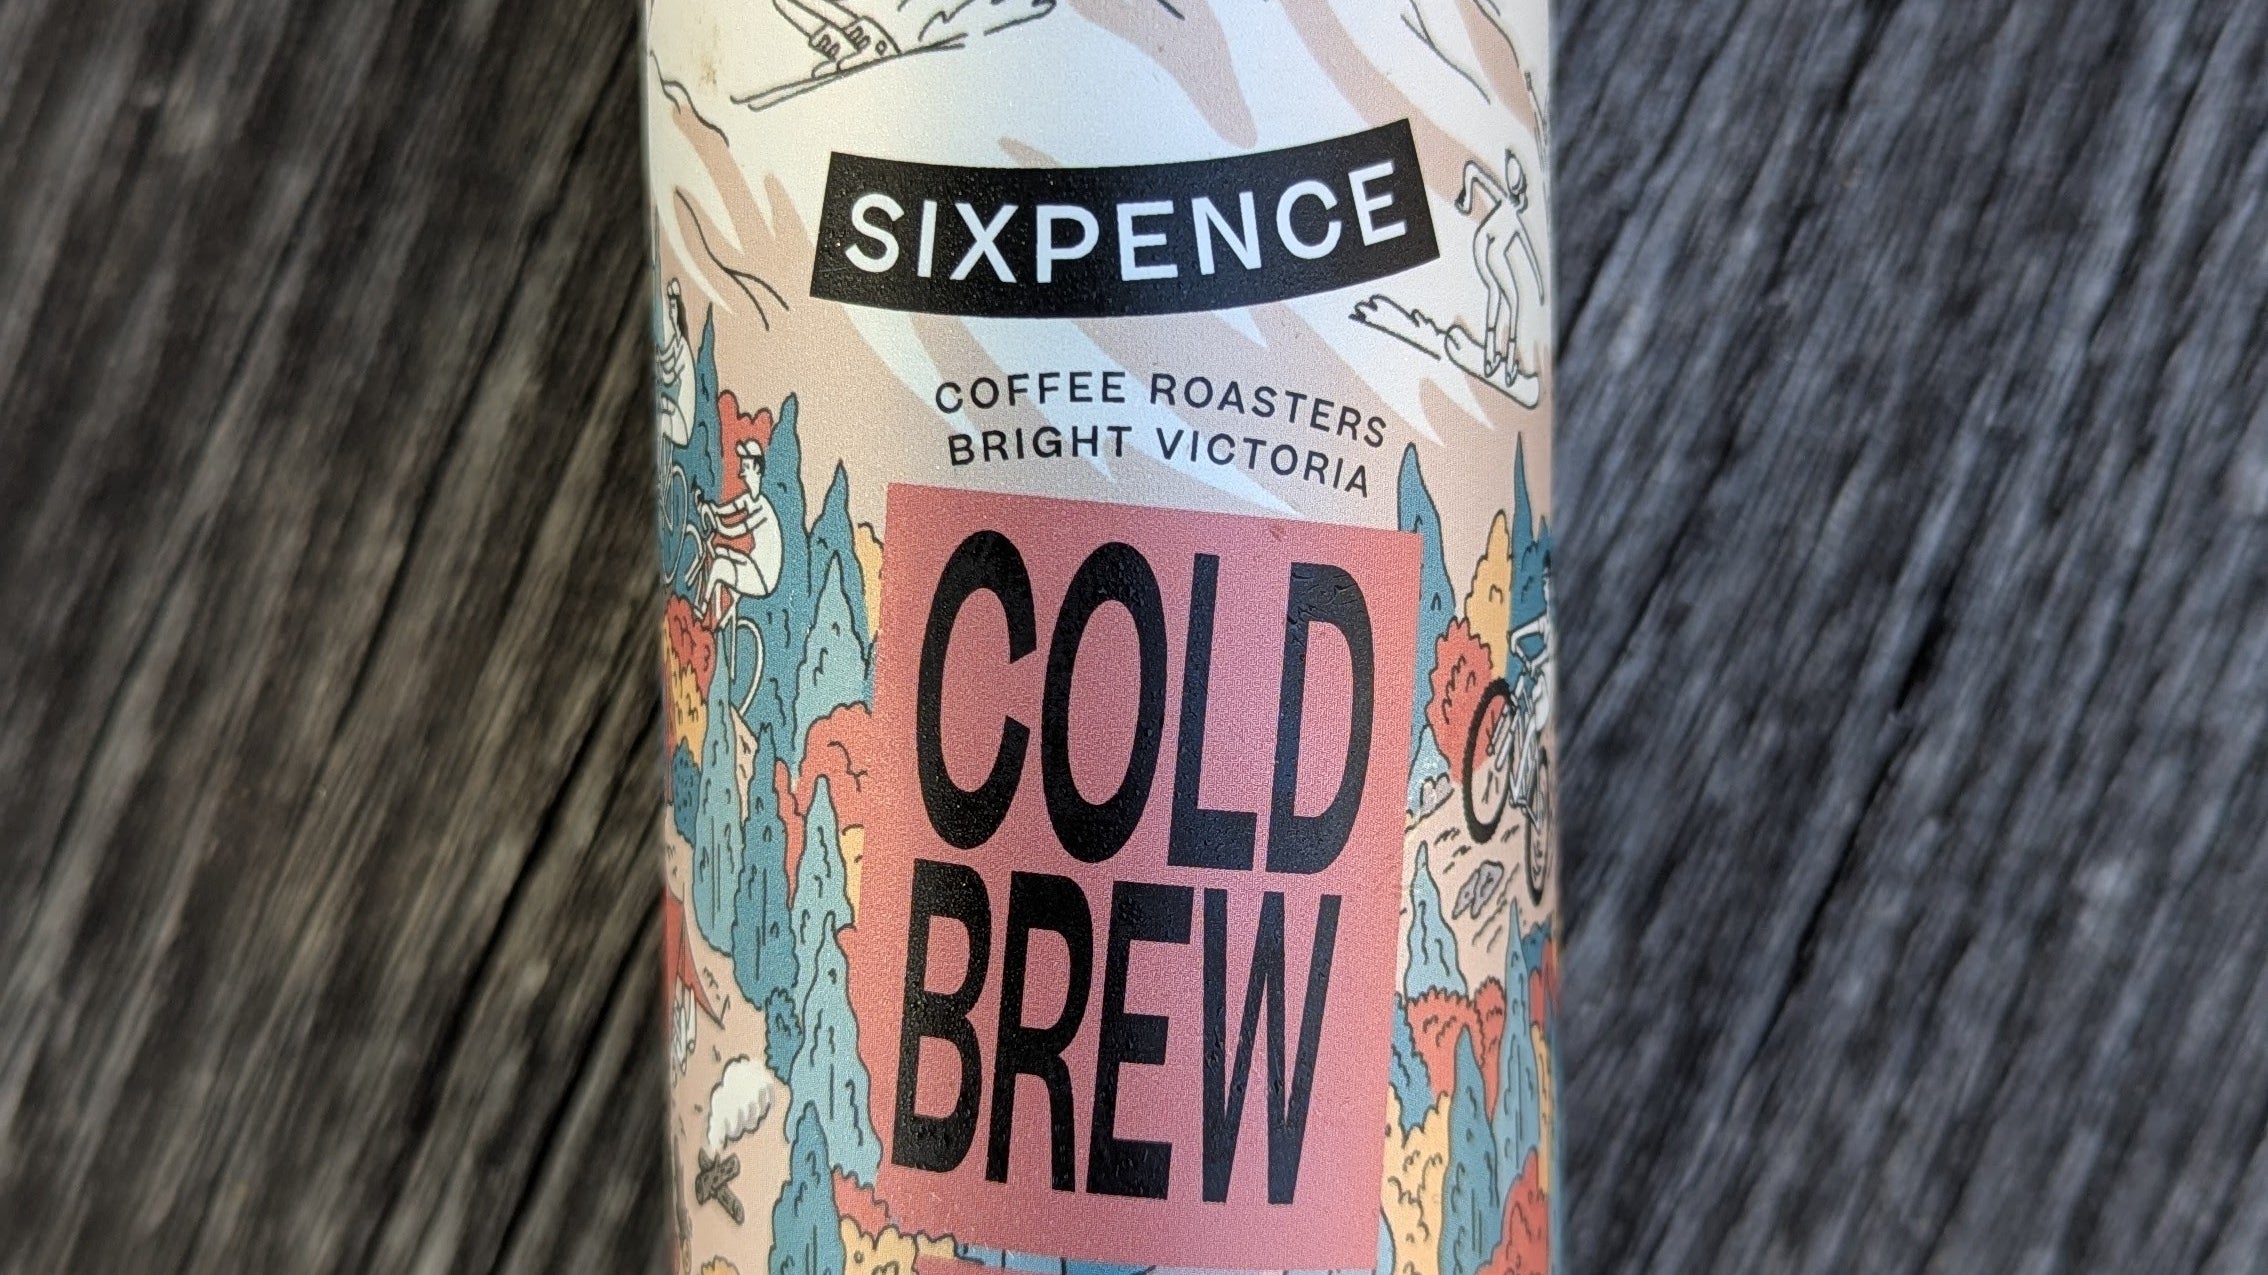 SIXPENCE
COFFEE ROASTERS
BRIGHT VICTORIA
COLD
BREW